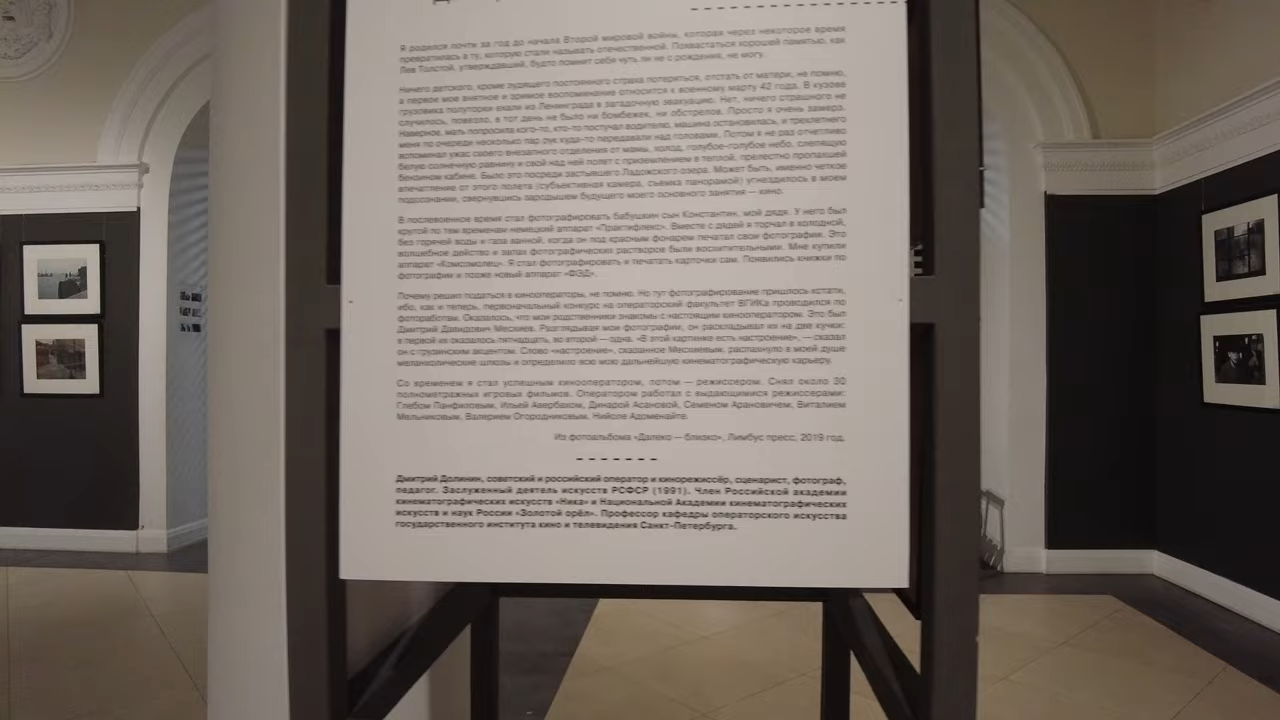 Я родился почти за год до начала Второй мировой войны, которая через некоторое время
превратилась в ту, которую стали называть отечественной. Похвастаться хорошей памятью, как
Лев Толстой, утверждавший, будто помнит себя чуть ли не с рождения, не могу.
Ничего детского, кроме зудящего постоянного страха потеряться, отстать от матери, не помню,
а первое мое внятное и зримое воспоминание относится к военному марту 42 года. В кузове
грузовика полуторки ехали из Ленинграда в загадочную эвакуацию. Нет, ничего страшного не
случилось, повезло, в тот день не было ни бомбежек, ни обстрелов. Просто я очень замерз.
Наверное, мать попросила кого-то, кто-то постучал водителю, машина остановилась, и трехлетнего
меня по очереди несколько пар рук куда-то передавали над головами. Потом я не раз отчетливо
вспоминал ужас своего внезапного отделения от мамы, холод, голубое-голубое небо, слепящую
белую солнечную равнину и свой над ней полет с приземлением в теплой, прелестно пропахшей
бензином кабине. Было это посреди застывшего Ладожского озера. Может быть, именно четкое
впечатление от этого полета (субъективная камера, съемка панорамой) угнездилось в моем
подсознании, свернувшись зародышем будущего моего основного занятия — кино.
В послевоенное время стал фотографировать бабушкин сын Константин, мой дядя. У него был
крутой по тем временам немецкий аппарат «Практифлекс». Вместе с дядей я торчал в холодной,
без горячей воды и газа ванной, когда он под красным фонарем печатал свои фотографии. Это
волшебное действо и запах фотографических растворов были восхитительными. Мне купили
аппарат «Комсомолец». Я стал фотографировать и печатать карточки сам. Появились книжки по
фотографии и позже новый аппарат «ФЭД».
Почему решил податься в кинооператоры, не помню. Но тут фотографирование пришлось кстати,
ибо, как и теперь, первоначальный конкурс на операторский факультет ВГИКа проводился по
фотоработам. Оказалось, что мои родственники знакомы с настоящим кинооператором. Это был
Дмитрий Давидович Месхиев. Разглядывая мои фотографии, он раскладывал их на две кучки:
в первой их оказалось пятнадцать, во второй — одна. «В этой картинке есть настроение», — сказал
он с грузинским акцентом. Слово «настроение», сказанное Месхиевым, распахнуло в моей душе
меланхолические шлюзы и определило всю мою дальнейшую кинематографическую карьеру.
Со временем я стал успешным кинооператором, потом — режиссером. Снял около 30
полнометражных игровых фильмов. Оператором работал с выдающимися режиссерами:
Глебом Панфиловым, Ильей Авербахом, Динарой Асановой, Семеном Арановичем, Виталием
Мельниковым, Валерием Огородниковым, Нийоле Адоменайте.
Из фотоальбома «Далеко — близко», Лимбус пресс, 2019 год.
Дмитрий Долинин, советский и российский оператор и кинорежиссёр, сценарист, фотограф,
педагог. Заслуженный деятель искусств РСФСР (1991). Член Российской академии
кинематографических искусств «Ника» и Национальной Академии кинематографических
искусств и наук России «Золотой орёл». Профессор кафедры операторского искусства
государственного института кино и телевидения Санкт-Петербурга.